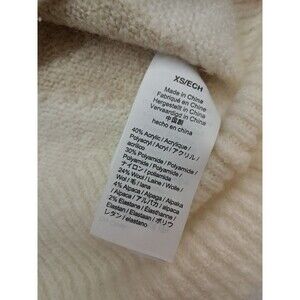 XS/ECH
Made in China
Fabriqué en Chine
Hergestellt in China
Vervaardigd in China
中国製
hecho en china
40% Acrylic / Acrylique /
Polyacryl / Acryl / アクリル /
acrílico
30% Polyamide / Polyamide /
Polyamid / Polyamide /
ナイロン / poliamida
24% Wool / Laine / Wolle /
Wol / 毛 / lana
4% Alpaca / Alpaga / Alpaka /
Alpaca / アルパカ / alpaca
2% Elastane / Élasthanne /
Elastan / Elastaan / ポリウ
レタン / elastano